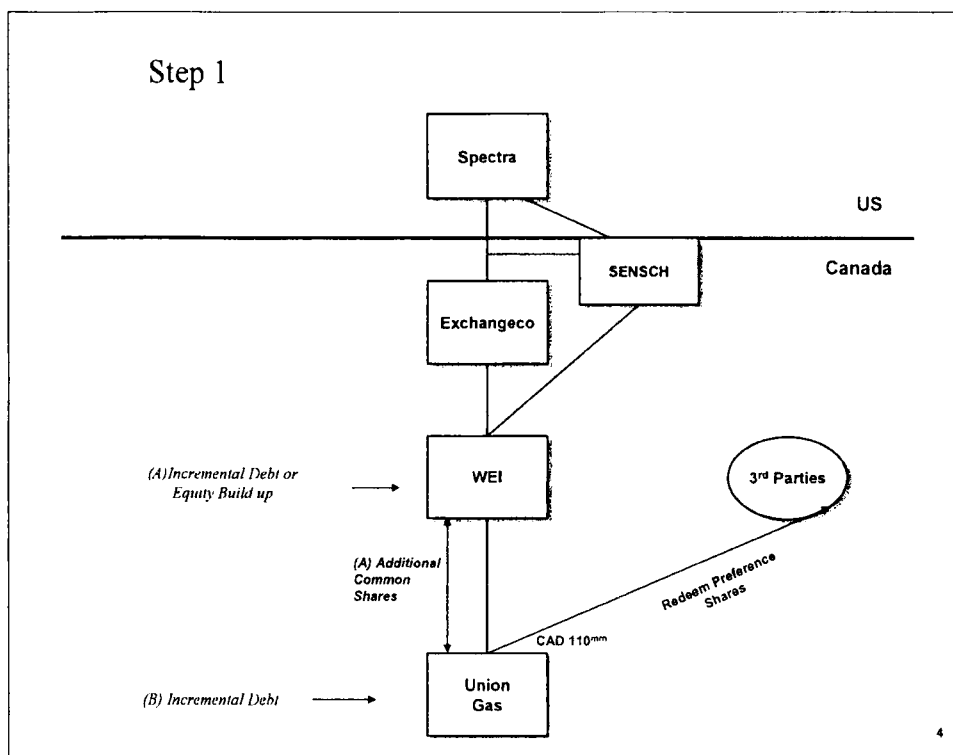 Step 1
Spectra
US
SENSCH
Canada
Exchangeco
(A)Incremental Debt or
Equity Build up
WEI
3rd Parties
(A) Additional
Common
Shares
Redeem Preference
Shares
CAD 110mm
(B) Incremental Debt
Union
Gas
4